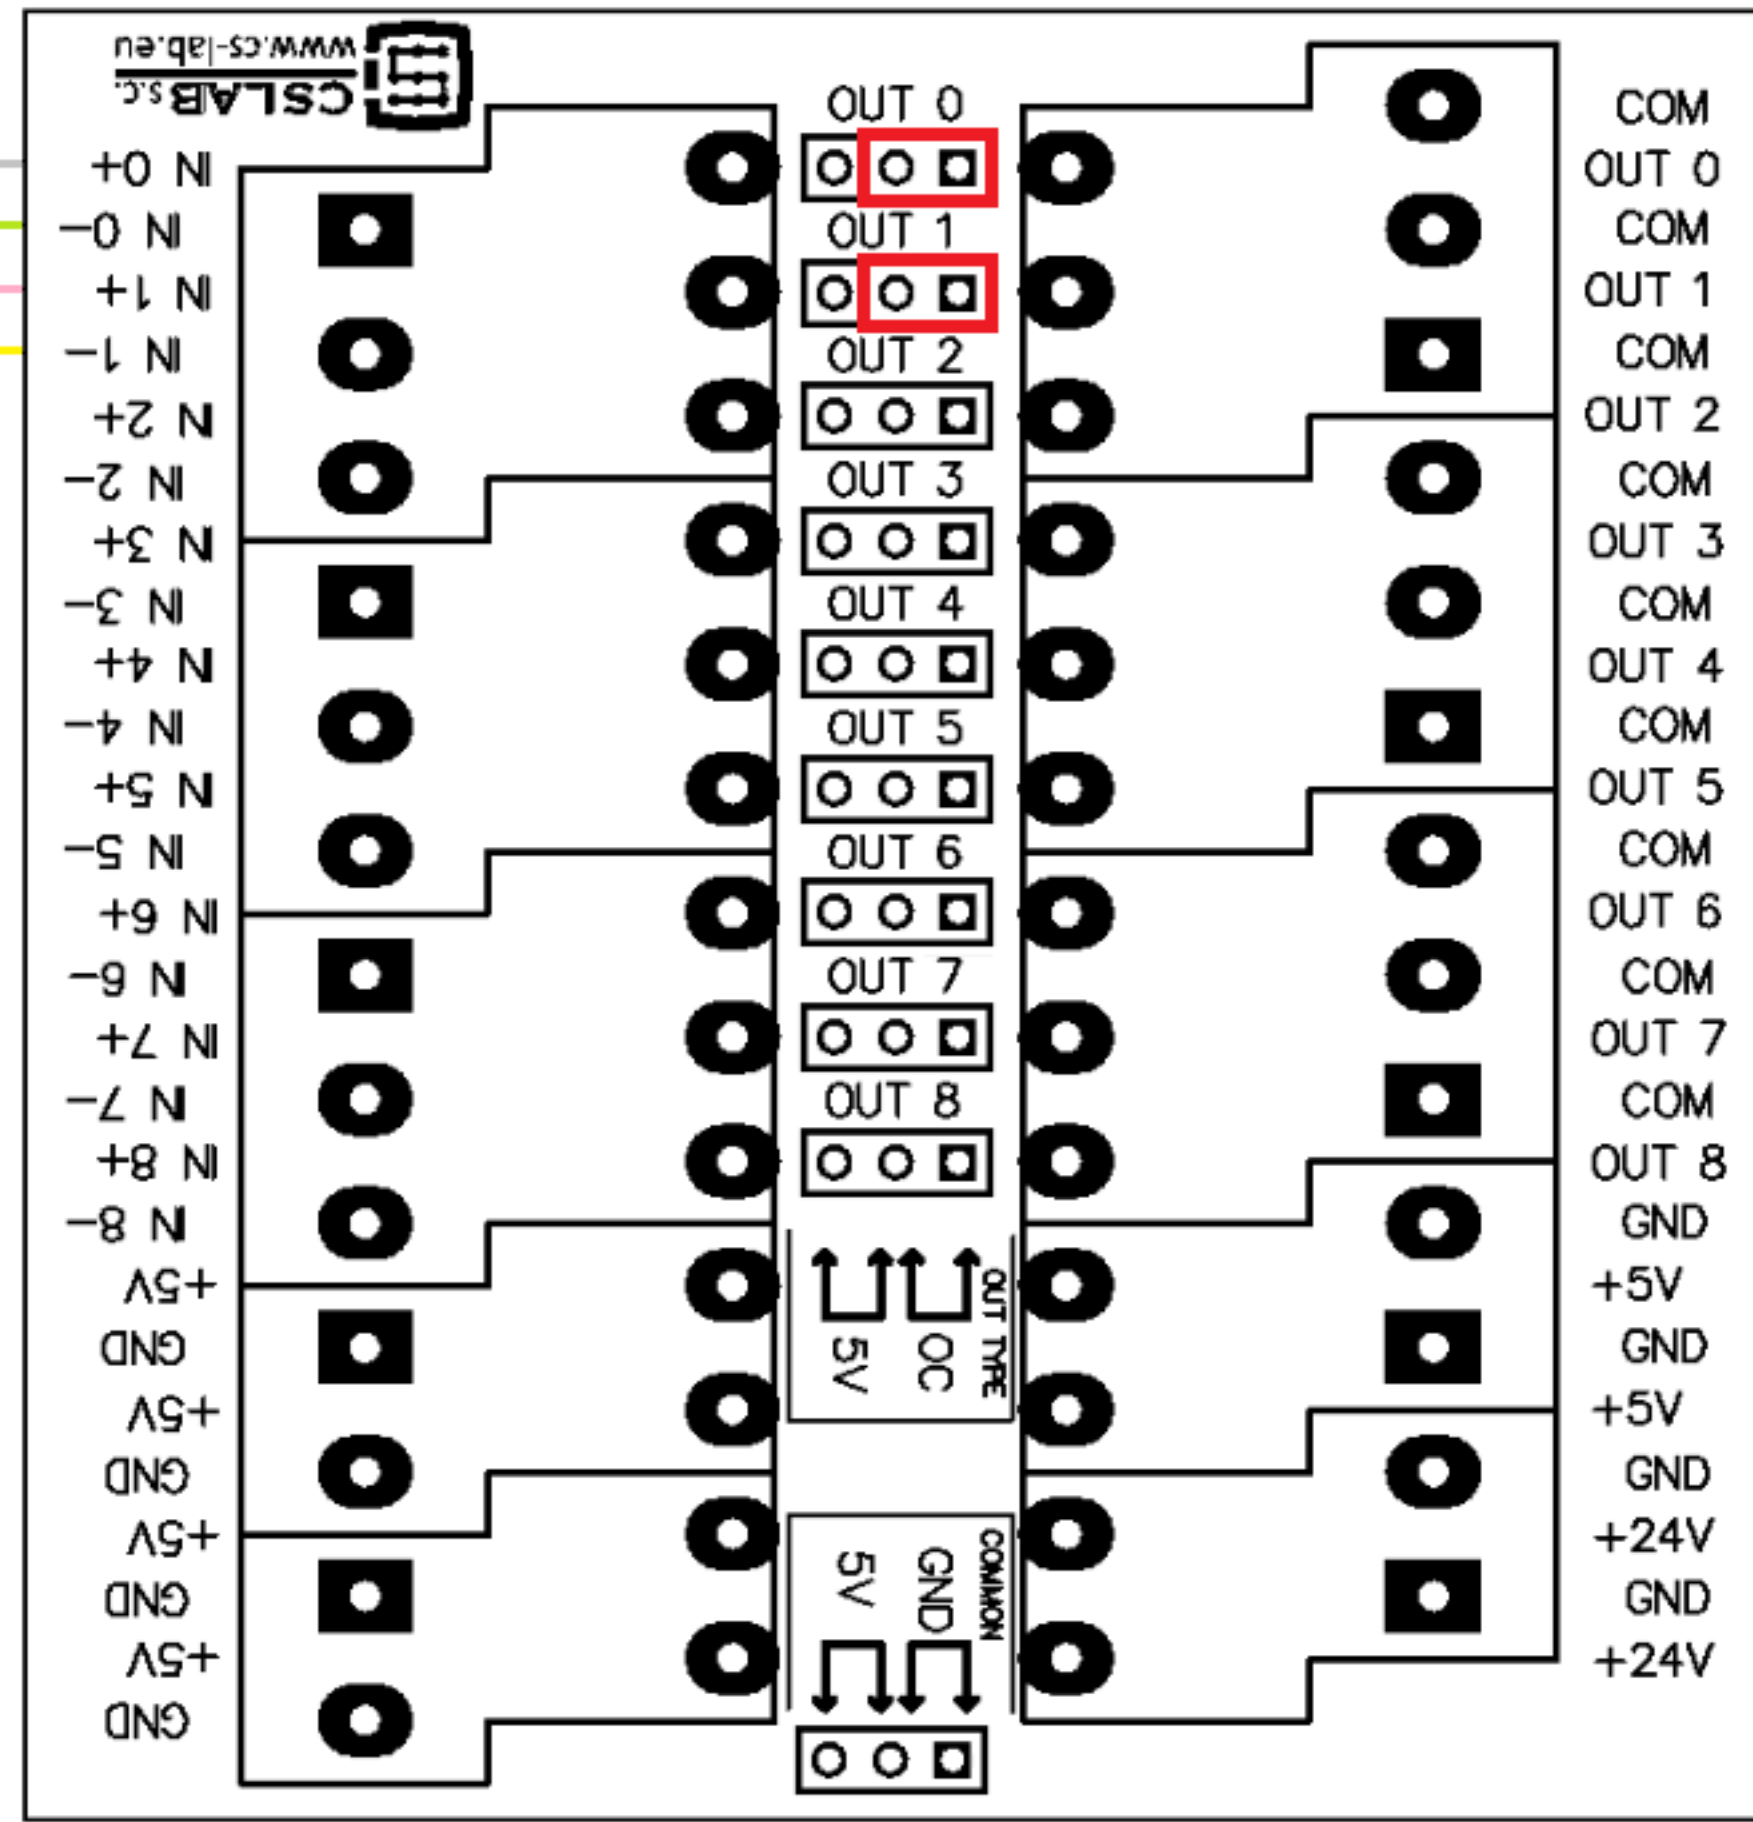 www.cs-lab.eu
CSLAB s.c.
IN 0+
IN 0-
IN 1+
IN 1-
IN 2+
IN 2-
IN 3+
IN 3-
IN 4+
IN 4-
IN 5+
IN 5-
IN 6+
IN 6-
IN 7+
IN 7-
IN 8+
IN 8-
+5V
GND
+5V
GND
+5V
GND
+5V
GND
OUT 0
OUT 1
OUT 2
OUT 3
OUT 4
OUT 5
OUT 6
OUT 7
OUT 8
5V
OC
OUT TYPE
5V
GND
COMMON
COM
OUT 0
COM
OUT 1
COM
OUT 2
COM
OUT 3
COM
OUT 4
COM
OUT 5
COM
OUT 6
COM
OUT 7
COM
OUT 8
GND
+5V
GND
+5V
GND
+24V
GND
+24V